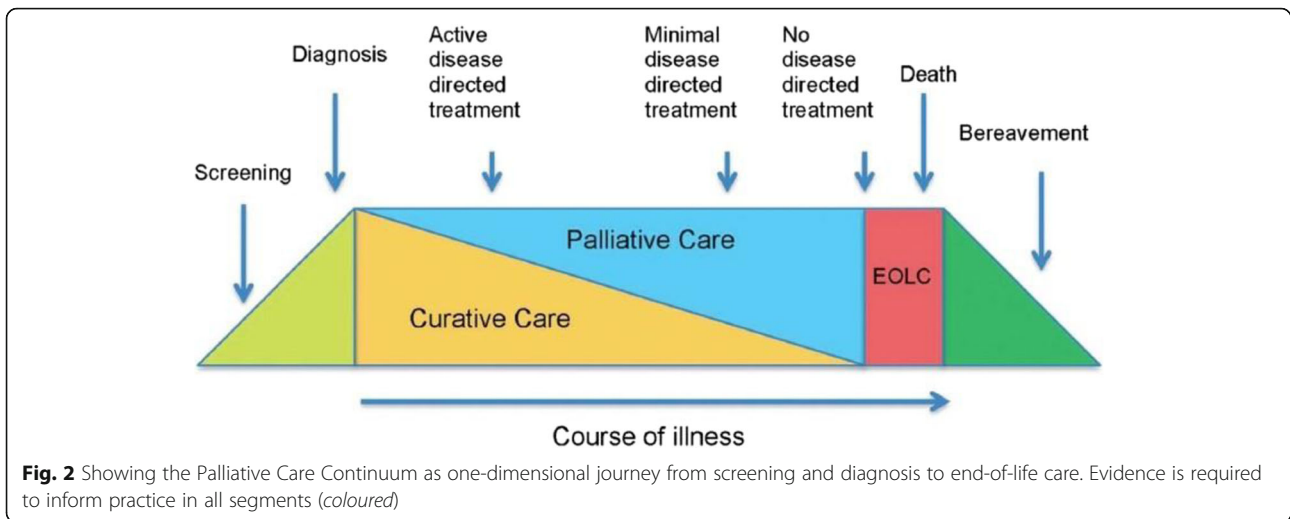 Screening
Diagnosis
Active
disease
directed
treatment
Minimal
disease
directed
treatment
No
disease
directed
treatment
Death
Bereavement
Palliative Care
EOLC
Curative Care
Course of illness
Fig. 2 Showing the Palliative Care Continuum as one-dimensional journey from screening and diagnosis to end-of-life care. Evidence is required
to inform practice in all segments (coloured)